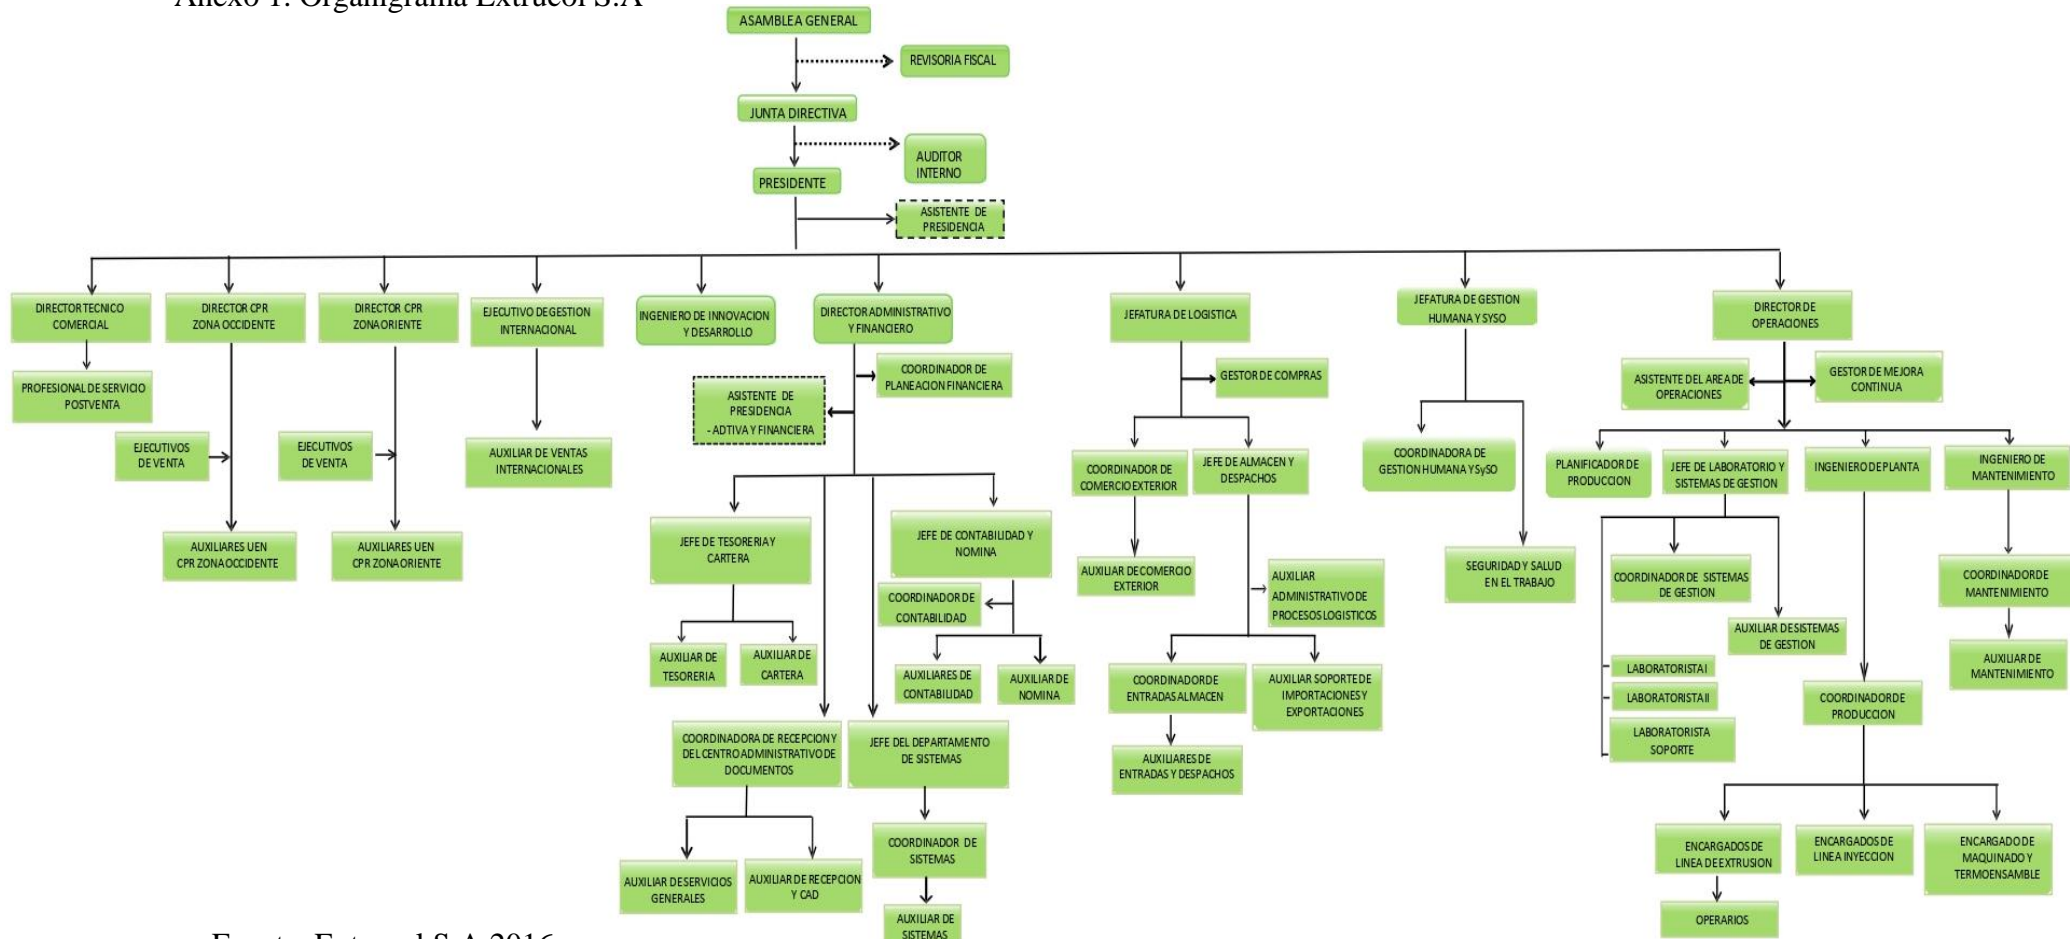 Anexo 1. Organigrama Extrucol S.A
ASAMBLEA GENERAL
REVISORIA FISCAL
JUNTA DIRECTIVA
AUDITOR
INTERNO
PRESIDENTE
ASISTENTE DE
PRESIDENCIA
DIRECTOR TECNICO
COMERCIAL
DIRECTOR CPR
ZONA OCCIDENTE
DIRECTOR CPR
ZONA ORIENTE
EJECUTIVO DE GESTION
INTERNACIONAL
INGENIERO DE INNOVACION
Y DESARROLLO
DIRECTOR ADMINISTRATIVO
Y FINANCIERO
JEFATURA DE LOGISTICA
JEFATURA DE GESTION
HUMANA Y SYSO
DIRECTOR DE
OPERACIONES
PROFESIONAL DE SERVICIO
POSTVENTA
EJECUTIVOS
DE VENTA
EJECUTIVOS
DE VENTA
AUXILIAR DE VENTAS
INTERNACIONALES
AUXILIARES UEN
CPR ZONA OCCIDENTE
AUXILIARES UEN
CPR ZONA ORIENTE
COORDINADOR DE
PLANEACION FINANCIERA
ASISTENTE DE
PRESIDENCIA
- ADTIVA Y FINANCIERA
JEFE DE TESORERIA Y
CARTERA
JEFE DE CONTABILIDAD Y
NOMINA
COORDINADOR DE
CONTABILIDAD
AUXILIAR DE
TESORERIA
AUXILIAR DE
CARTERA
AUXILIARES DE
CONTABILIDAD
AUXILIAR DE
NOMINA
COORDINADORA DE RECEPCION Y
DEL CENTRO ADMINISTRATIVO DE
DOCUMENTOS
JEFE DEL DEPARTAMENTO
DE SISTEMAS
COORDINADOR DE
SISTEMAS
AUXILIAR DE SERVICIOS
GENERALES
AUXILIAR DE RECEPCION
Y CAD
AUXILIAR DE
SISTEMAS
GESTOR DE COMPRAS
COORDINADOR DE
COMERCIO EXTERIOR
JEFE DE ALMACEN Y
DESPACHOS
AUXILIAR DE COMERCIO
EXTERIOR
AUXILIAR
ADMINISTRATIVO DE
PROCESOS LOGISTICOS
COORDINADOR DE
ENTRADAS ALMACEN
AUXILIAR SOPORTE DE
IMPORTACIONES Y
EXPORTACIONES
AUXILIARES DE
ENTRADAS Y DESPACHOS
COORDINADORA DE
GESTION HUMANA Y SySO
SEGURIDAD Y SALUD
EN EL TRABAJO
ASISTENTE DEL AREA DE
OPERACIONES
GESTOR DE MEJORA
CONTINUA
PLANIFICADOR DE
PRODUCCION
JEFE DE LABORATORIO Y
SISTEMAS DE GESTION
INGENIERO DE PLANTA
INGENIERO DE
MANTENIMIENTO
COORDINADOR DE SISTEMAS
DE GESTION
AUXILIAR DE SISTEMAS
DE GESTION
COORDINADOR DE
MANTENIMIENTO
LABORATORISTA I
LABORATORISTA II
LABORATORISTA
SOPORTE
AUXILIAR DE
MANTENIMIENTO
COORDINADOR DE
PRODUCCION
ENCARGADOS DE
LINEA DE EXTRUSION
ENCARGADOS DE
LINEA INYECCION
ENCARGADO DE
MAQUINADO Y
TERMOENSAMBLE
OPERARIOS
Fuente: Extrucol S.A 2016